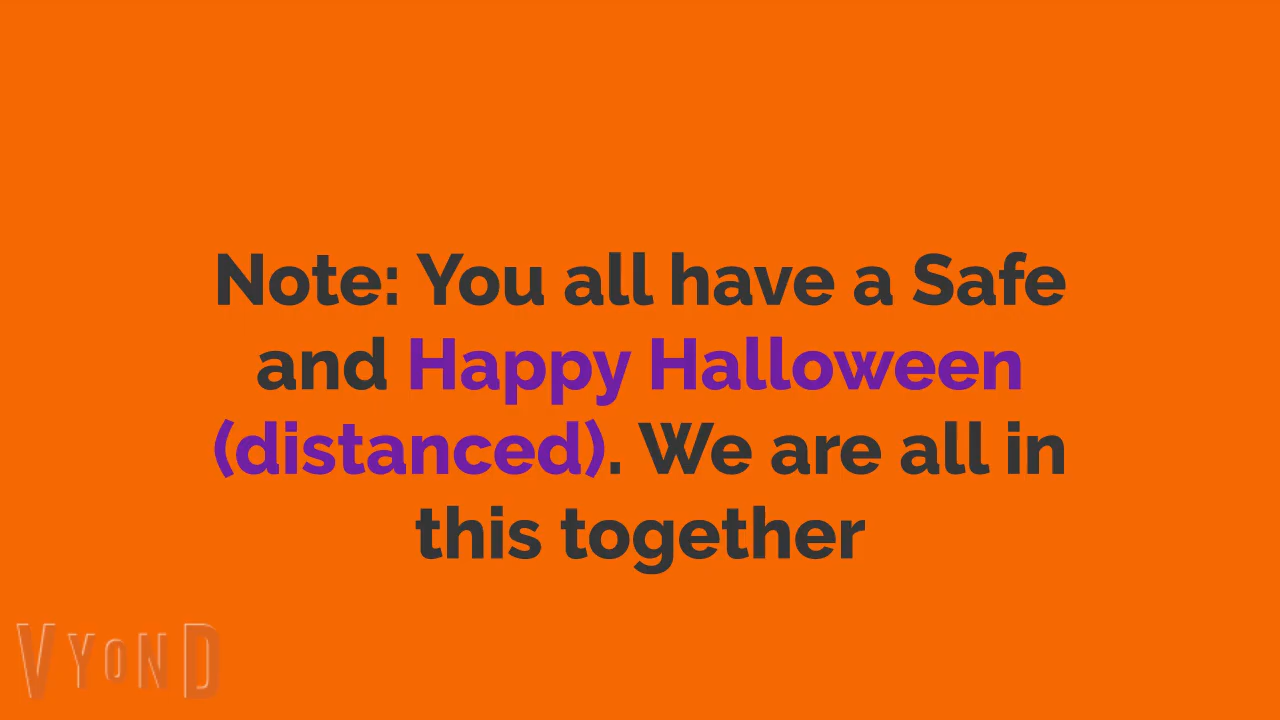 Note: You all have a Safe
and Happy Halloween
(distanced). We are all in
this together
VYOND